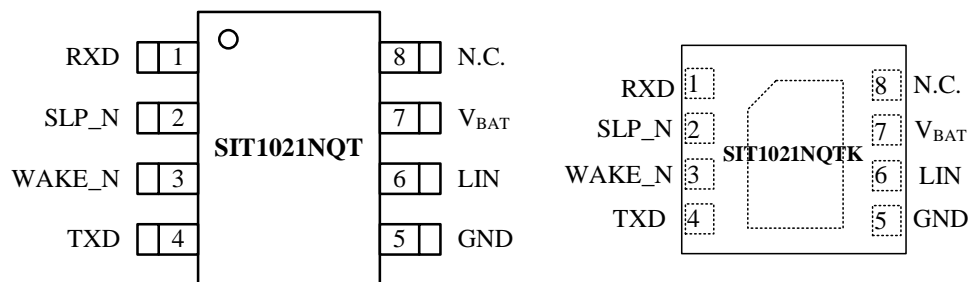 RXD 1 8 N.C.
SLP_N 2 7 VBAT
SIT1021NQT
WAKE_N 3 6 LIN
TXD 4 5 GND
RXD 1 8 N.C.
SLP_N 2 7 VBAT
SIT1021NQTK
WAKE_N 3 6 LIN
TXD 4 5 GND